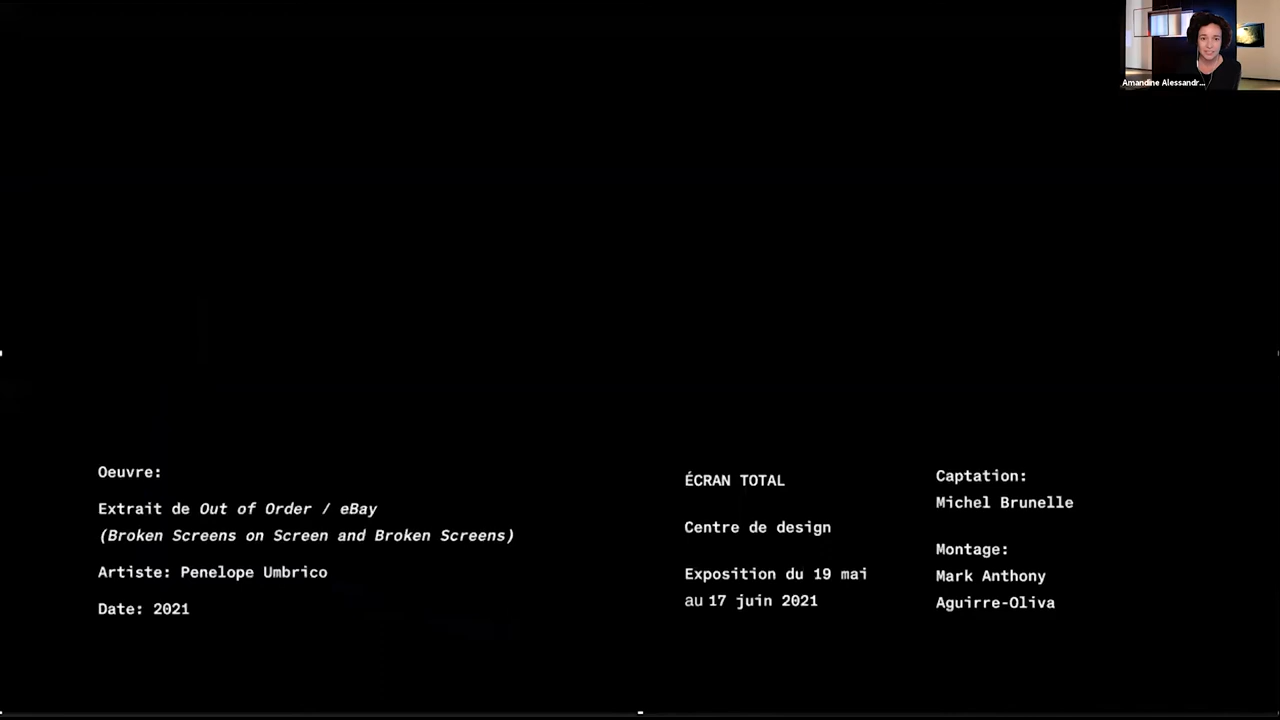 Amandine Alessandr...
Oeuvre:
Extrait de Out of Order / eBay
(Broken Screens on Screen and Broken Screens)
Artiste: Penelope Umbrico
Date: 2021
ÉCRAN TOTAL
Centre de design
Exposition du 19 mai
au 17 juin 2021
Captation:
Michel Brunelle
Montage:
Mark Anthony
Aguirre-Oliva